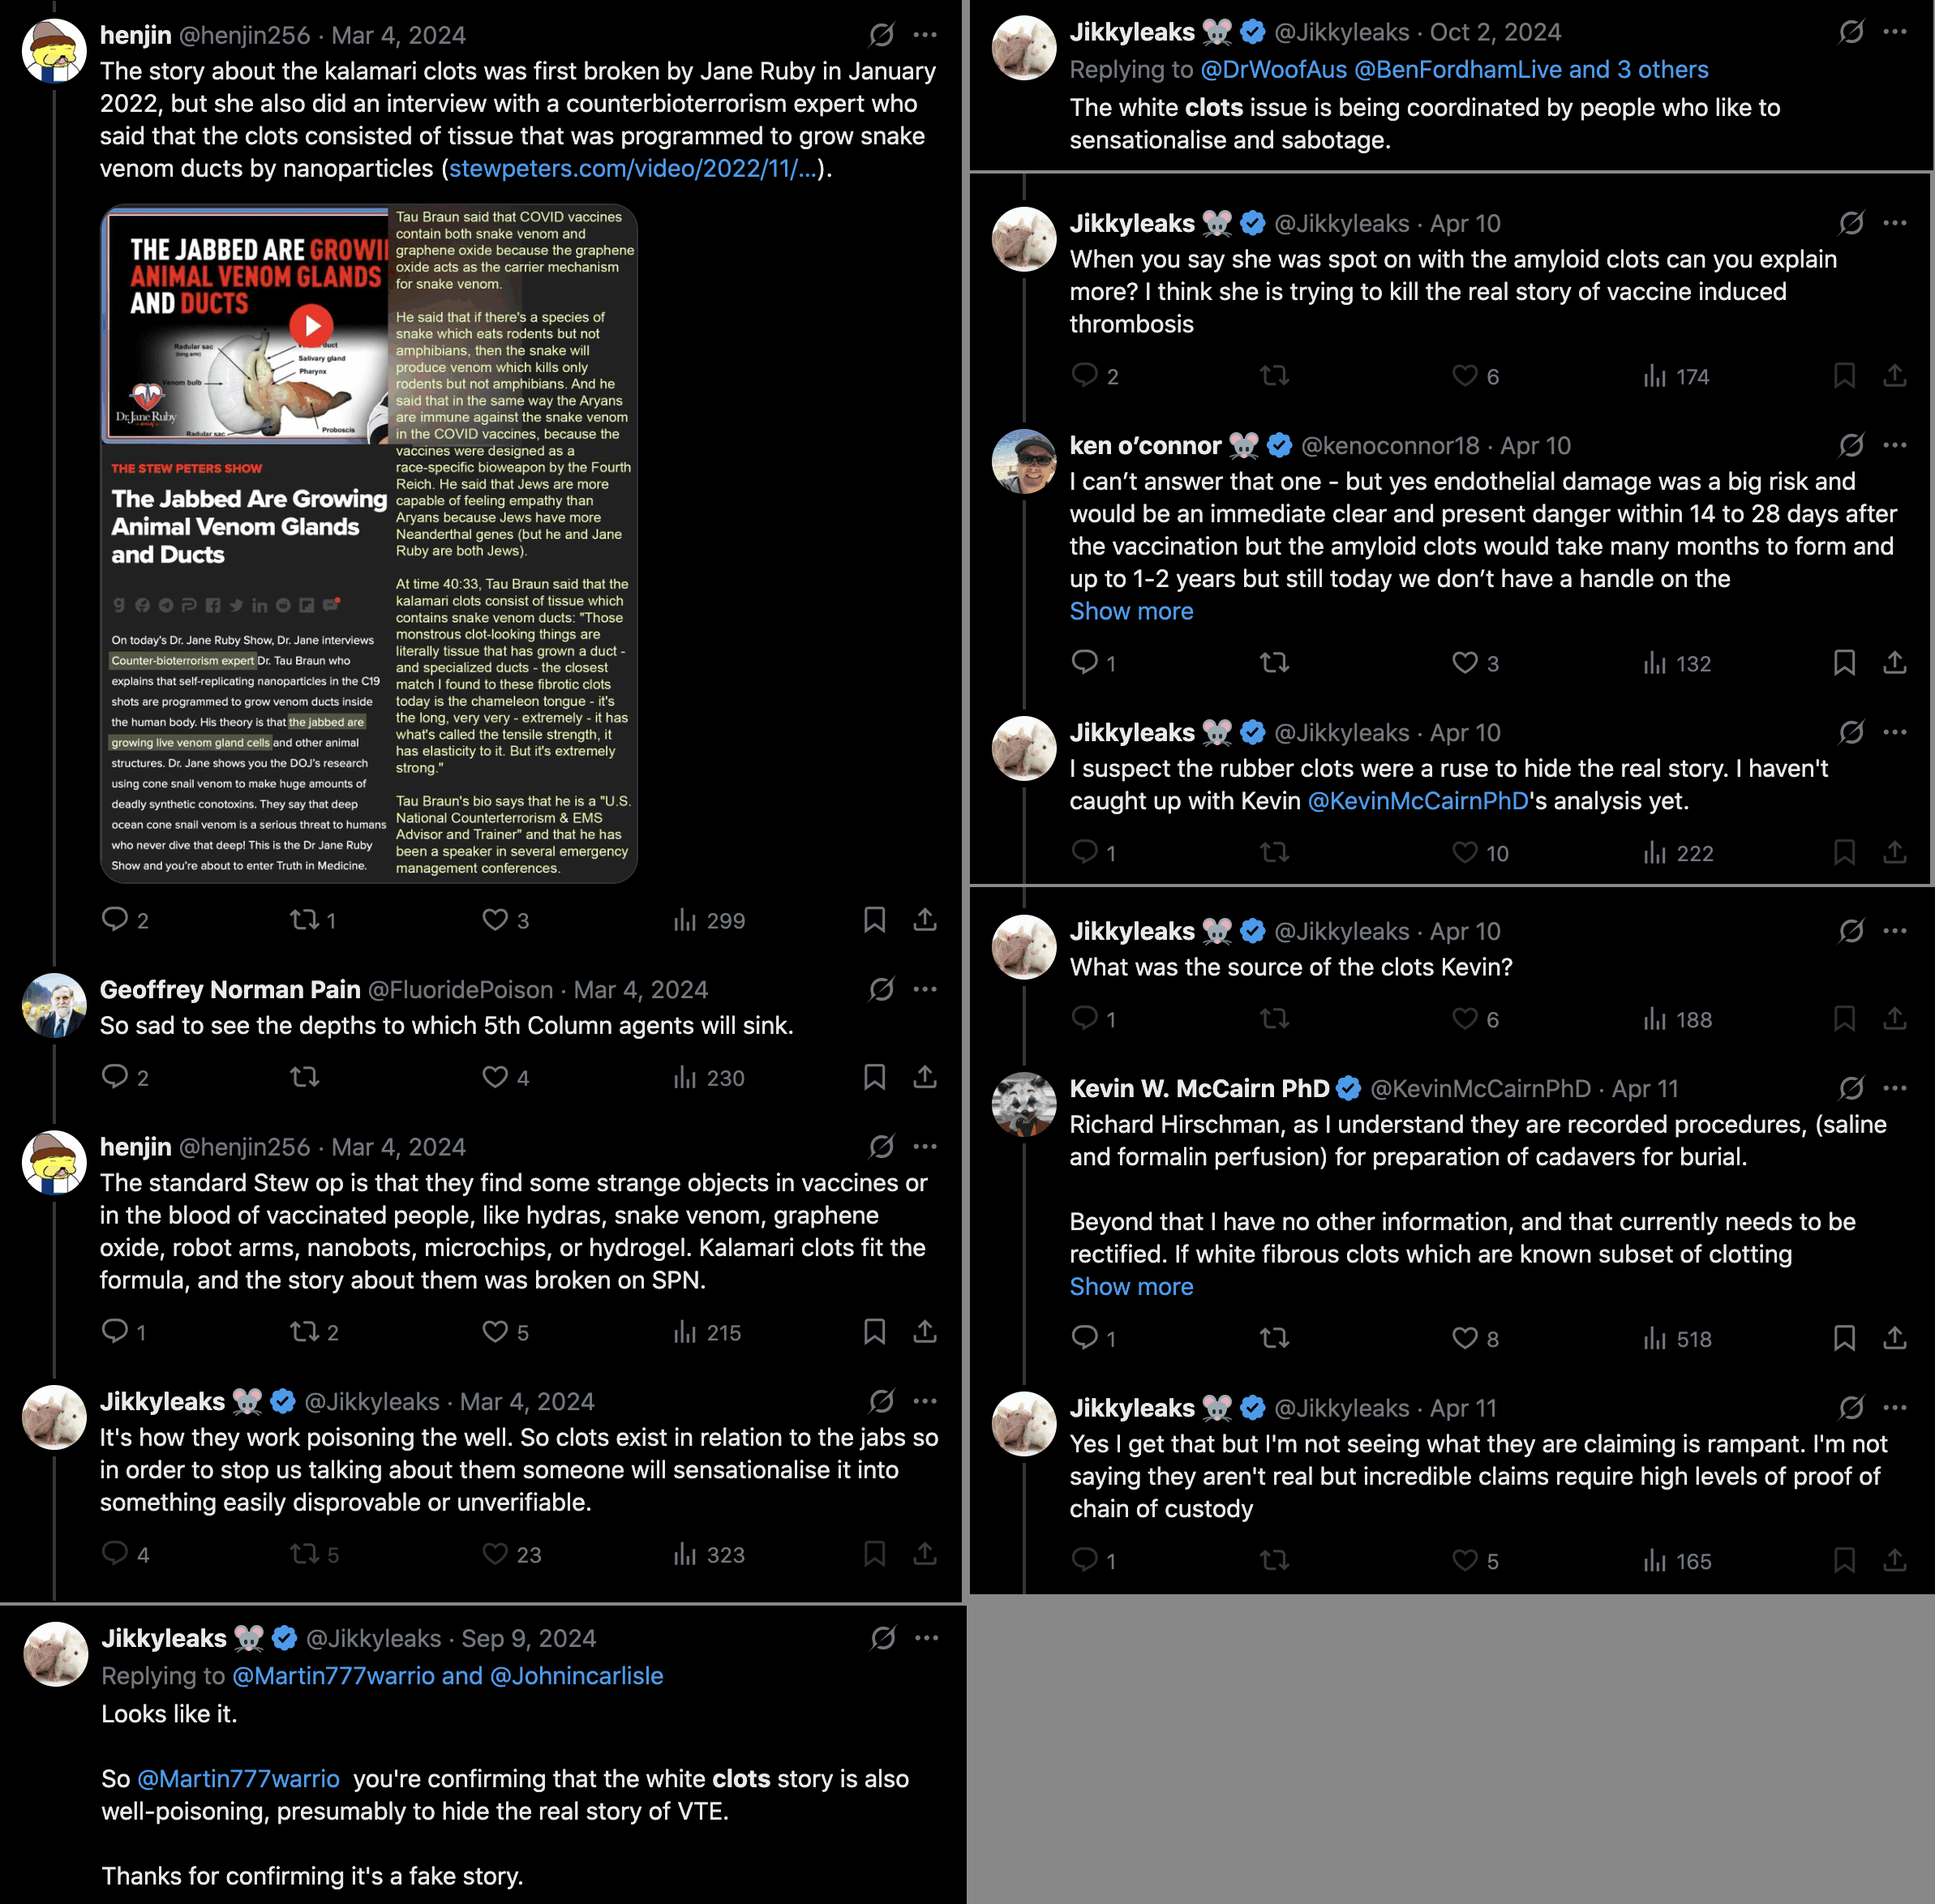 henjin @henjin256 · Mar 4, 2024
The story about the kalamari clots was first broken by Jane Ruby in January
2022, but she also did an interview with a counterbioterrorism expert who
said that the clots consisted of tissue that was programmed to grow snake
venom ducts by nanoparticles (stewpeters.com/video/2022/11/...).
THE JABBED ARE GROWI
ANIMAL VENOM GLANDS
AND DUCTS
Radular sac
(long arm)
duct
Salivary gland
Pharynx
Venom bulb
Dr.Jane Ruby
Radular sac
Proboscis
THE STEW PETERS SHOW
The Jabbed Are Growing
Animal Venom Glands
and Ducts
On today's Dr. Jane Ruby Show, Dr. Jane interviews
Counter-bioterrorism expert Dr. Tau Braun who
explains that self-replicating nanoparticles in the C19
shots are programmed to grow venom ducts inside
the human body. His theory is that the jabbed are
growing live venom gland cells and other animal
structures. Dr. Jane shows you the DOJ's research
using cone snail venom to make huge amounts of
deadly synthetic conotoxins. They say that deep
ocean cone snail venom is a serious threat to humans
who never dive that deep! This is the Dr Jane Ruby
Show and you're about to enter Truth in Medicine.
Tau Braun said that COVID vaccines
contain both snake venom and
graphene oxide because the graphene
oxide acts as the carrier mechanism
for snake venom.
He said that if there's a species of
snake which eats rodents but not
amphibians, then the snake will
produce venom which kills only
rodents but not amphibians. And he
said that in the same way the Aryans
are immune against the snake venom
in the COVID vaccines, because the
vaccines were designed as a
race-specific bioweapon by the Fourth
Reich. He said that Jews are more
capable of feeling empathy than
Aryans because Jews have more
Neanderthal genes (but he and Jane
Ruby are both Jews).
At time 40:33, Tau Braun said that the
kalamari clots consist of tissue which
contains snake venom ducts: "Those
monstrous clot-looking things are
literally tissue that has grown a duct -
and specialized ducts - the closest
match I found to these fibrotic clots
today is the chameleon tongue - it's
the long, very very - extremely - it has
what's called the tensile strength, it
has elasticity to it. But it's extremely
strong."
Tau Braun's bio says that he is a "U.S.
National Counterterrorism & EMS
Advisor and Trainer" and that he has
been a speaker in several emergency
management conferences.
2 1 3 299
Geoffrey Norman Pain @FluoridePoison · Mar 4, 2024
So sad to see the depths to which 5th Column agents will sink.
2 4 230
henjin @henjin256 · Mar 4, 2024
The standard Stew op is that they find some strange objects in vaccines or
in the blood of vaccinated people, like hydras, snake venom, graphene
oxide, robot arms, nanobots, microchips, or hydrogel. Kalamari clots fit the
formula, and the story about them was broken on SPN.
1 2 5 215
Jikkyleaks 🐭 @Jikkyleaks · Mar 4, 2024
It's how they work poisoning the well. So clots exist in relation to the jabs so
in order to stop us talking about them someone will sensationalise it into
something easily disprovable or unverifiable.
4 5 23 323
Jikkyleaks 🐭 @Jikkyleaks · Sep 9, 2024
Replying to @Martin777warrio and @Johnincarlisle
Looks like it.
So @Martin777warrio you're confirming that the white clots story is also
well-poisoning, presumably to hide the real story of VTE.
Thanks for confirming it's a fake story.
Jikkyleaks 🐭 @Jikkyleaks · Oct 2, 2024
Replying to @DrWoofAus @BenFordhamLive and 3 others
The white clots issue is being coordinated by people who like to
sensationalise and sabotage.
Jikkyleaks 🐭 @Jikkyleaks · Apr 10
When you say she was spot on with the amyloid clots can you explain
more? I think she is trying to kill the real story of vaccine induced
thrombosis
2 6 174
ken o'connor 🐭 @kenoconnor18 · Apr 10
I can't answer that one - but yes endothelial damage was a big risk and
would be an immediate clear and present danger within 14 to 28 days after
the vaccination but the amyloid clots would take many months to form and
up to 1-2 years but still today we don't have a handle on the
Show more
1 3 132
Jikkyleaks 🐭 @Jikkyleaks · Apr 10
I suspect the rubber clots were a ruse to hide the real story. I haven't
caught up with Kevin @KevinMcCairnPhD's analysis yet.
1 10 222
Jikkyleaks 🐭 @Jikkyleaks · Apr 10
What was the source of the clots Kevin?
1 6 188
Kevin W. McCairn PhD @KevinMcCairnPhD · Apr 11
Richard Hirschman, as I understand they are recorded procedures, (saline
and formalin perfusion) for preparation of cadavers for burial.
Beyond that I have no other information, and that currently needs to be
rectified. If white fibrous clots which are known subset of clotting
Show more
1 8 518
Jikkyleaks 🐭 @Jikkyleaks · Apr 11
Yes I get that but I'm not seeing what they are claiming is rampant. I'm not
saying they aren't real but incredible claims require high levels of proof of
chain of custody
1 5 165